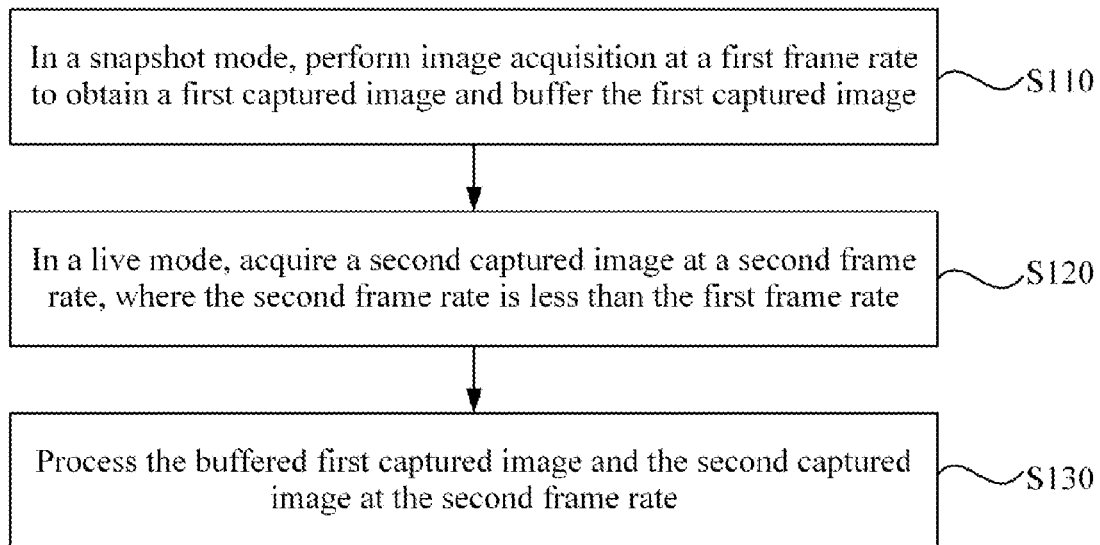 In a snapshot mode, perform image acquisition at a first frame rate
to obtain a first captured image and buffer the first captured image
S110
In a live mode, acquire a second captured image at a second frame
rate, where the second frame rate is less than the first frame rate
S120
Process the buffered first captured image and the second captured
image at the second frame rate
S130